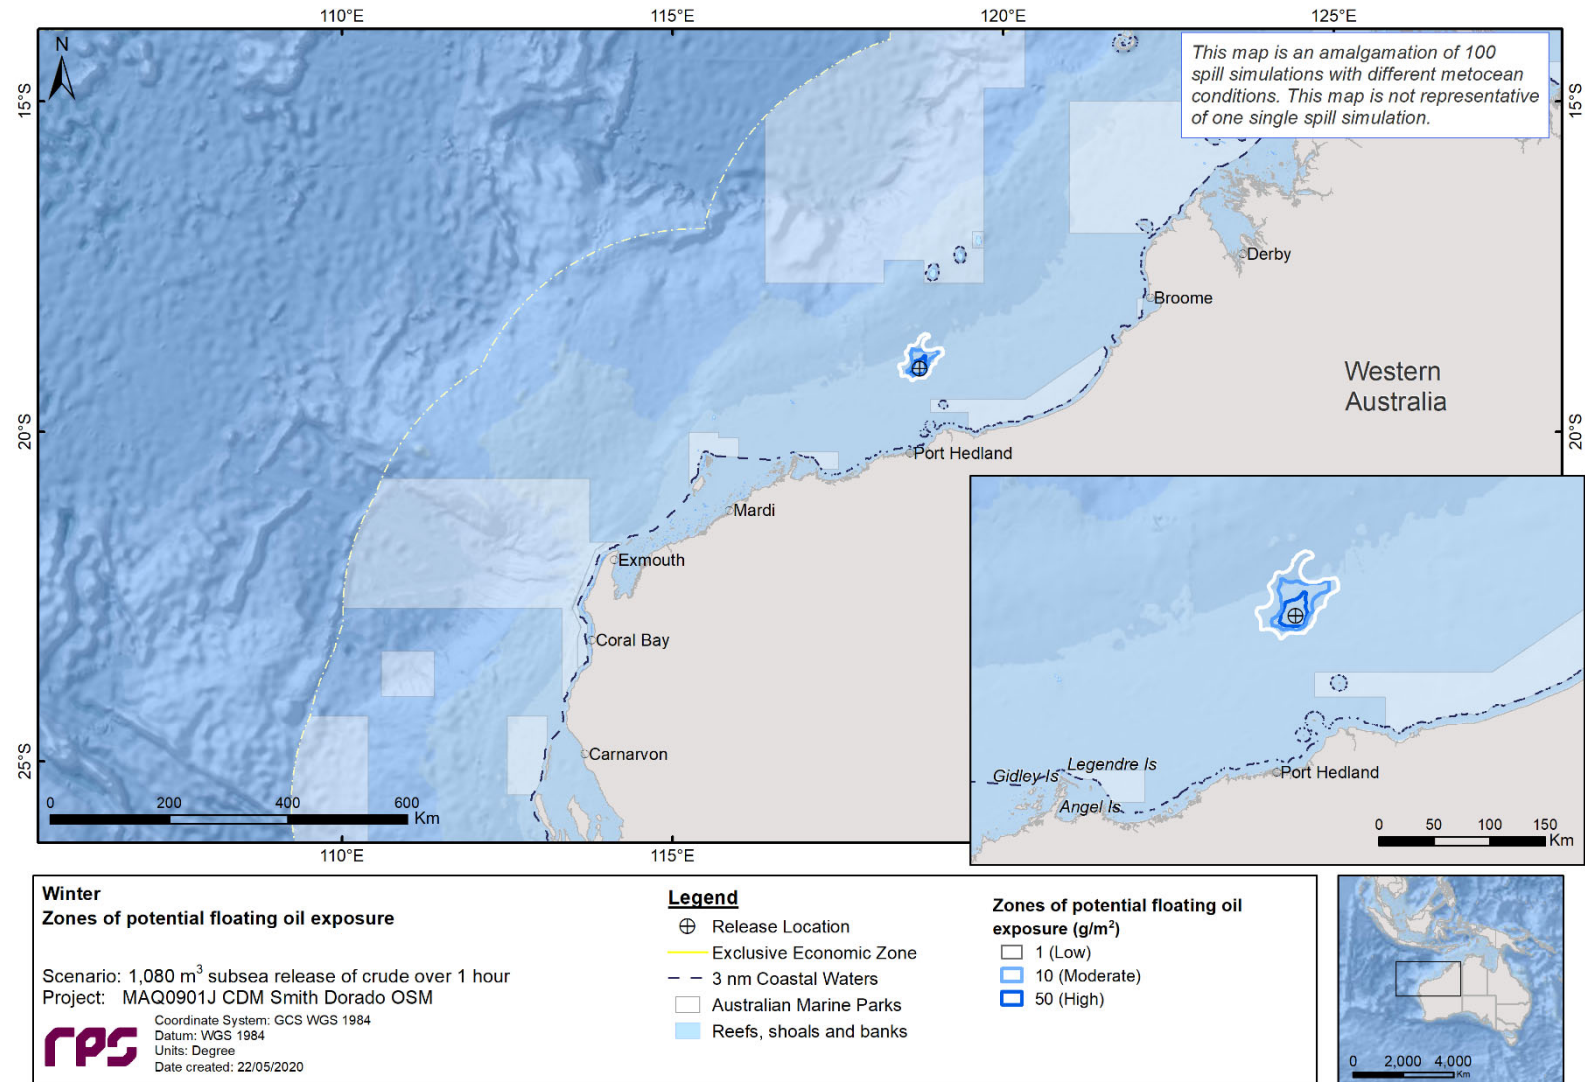 110°E
115°E
120°E
125°E
N
This map is an amalgamation of 100
spill simulations with different metocean
conditions. This map is not representative
of one single spill simulation.
15°S
15°S
Derby
Broome
Western
Australia
20°S
20°S
Port Hedland
Mardi
Exmouth
Coral Bay
Carnarvon
25°S
0 200 400 600
Km
Gidley Is
Legendre Is
Angel Is
Port Hedland
0 50 100 150
Km
110°E
115°E
Winter
Zones of potential floating oil exposure
Scenario: 1,080 m³ subsea release of crude over 1 hour
Project: MAQ0901J CDM Smith Dorado OSM
rps
Coordinate System: GCS WGS 1984
Datum: WGS 1984
Units: Degree
Date created: 22/05/2020
Legend
Release Location
Exclusive Economic Zone
3 nm Coastal Waters
Australian Marine Parks
Reefs, shoals and banks
Zones of potential floating oil
exposure (g/m²)
1 (Low)
10 (Moderate)
50 (High)
0 2,000 4,000
Km